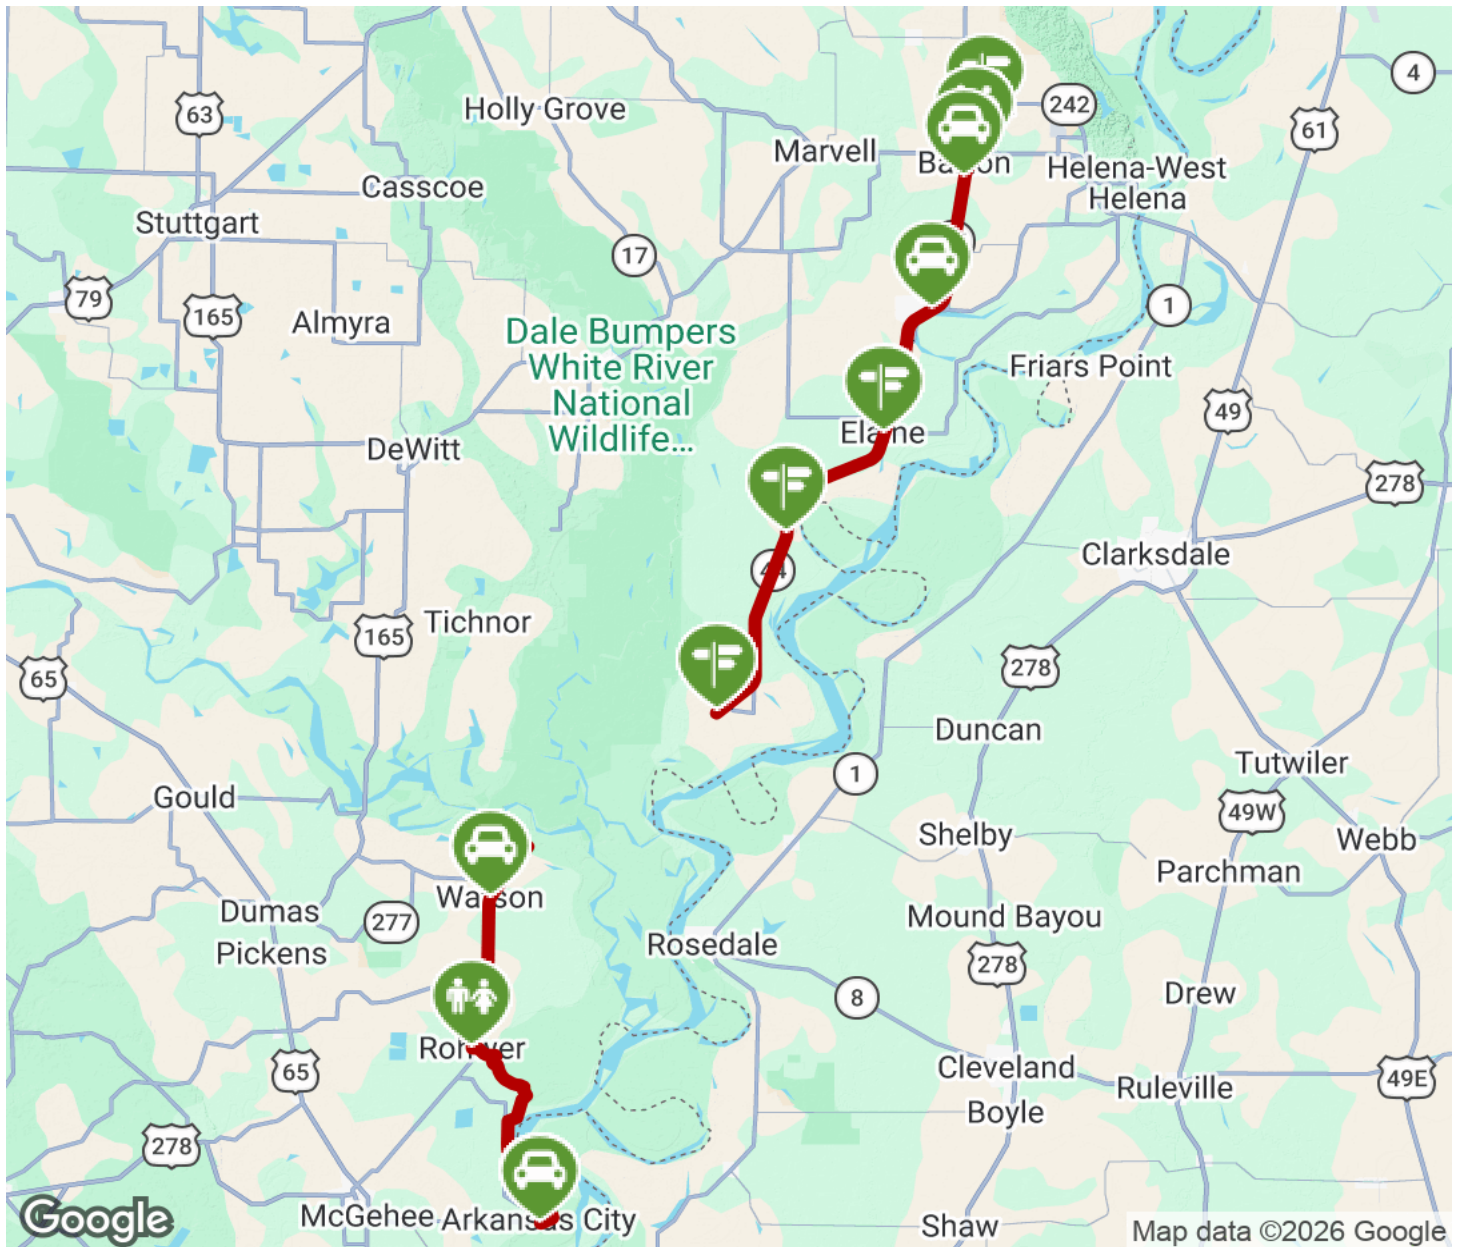 4
63
Holly Grove
242
61
Marvell
Helena-West
Helena
Casscoe
Stuttgart
17
79
165
1
Almyra
Dale Bumpers
White River
National
Wildlife...
Friars Point
49
DeWitt
278
Clarksdale
44
Tichnor
165
65
278
Duncan
1
Tutwiler
Gould
49W
Shelby
Webb
Parchman
Dumas
277
Mound Bayou
Pickens
Rosedale
278
8
Drew
65
Cleveland
49E
Ruleville
Boyle
278
McGehee
Arkansas City
Shaw
Google
Map data ©2026 Google